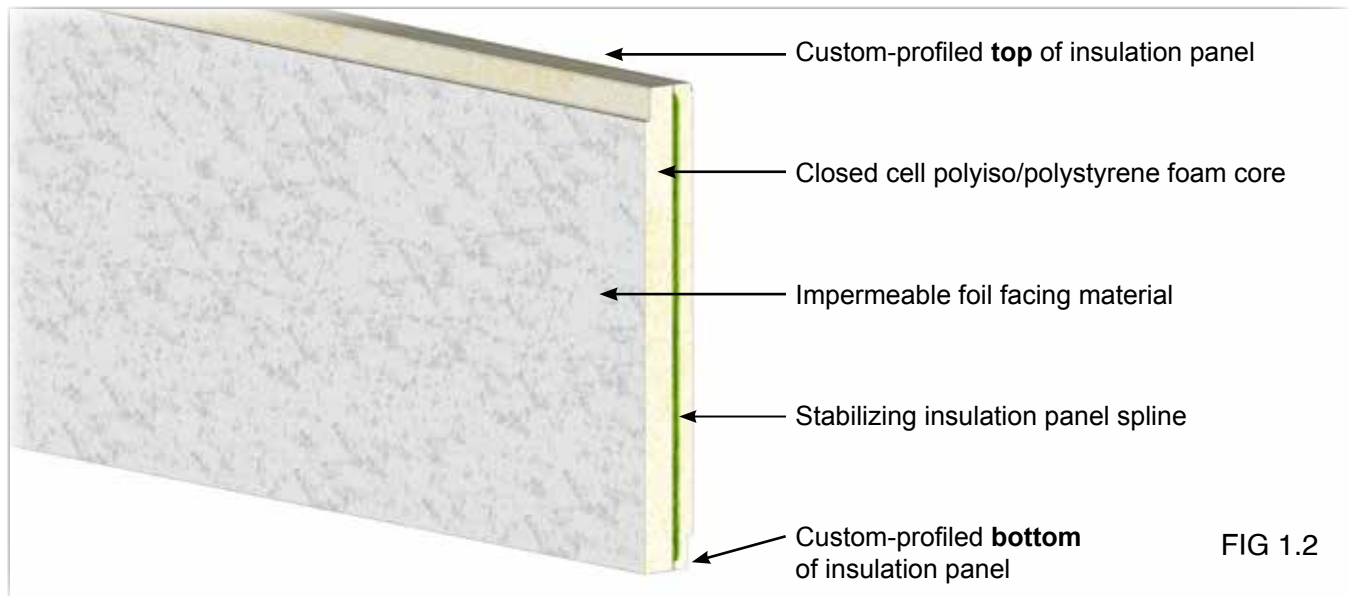 Custom-profiled top of insulation panel
Closed cell polyiso/polystyrene foam core
Impermeable foil facing material
Stabilizing insulation panel spline
Custom-profiled bottom
of insulation panel
FIG 1.2